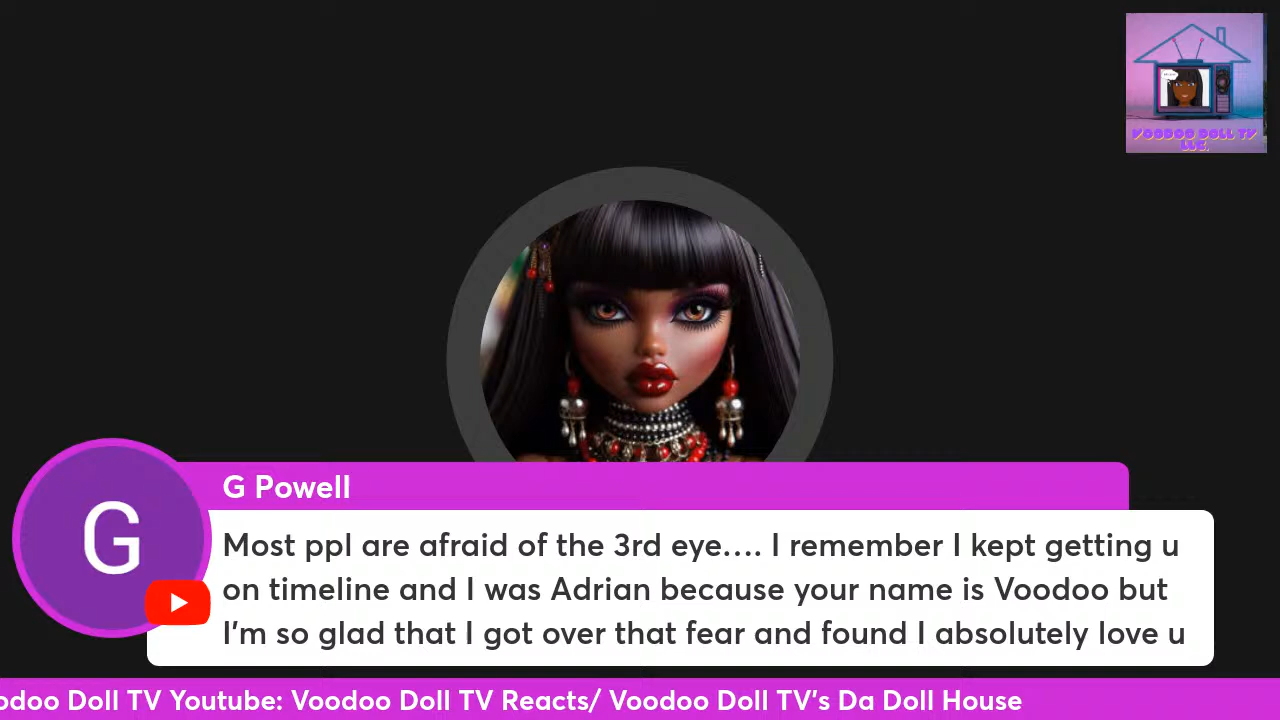 VOODOO DOLL TV
LLC.
G Powell
G
Most ppl are afraid of the 3rd eye…. I remember I kept getting u
on timeline and I was Adrian because your name is Voodoo but
I'm so glad that I got over that fear and found I absolutely love u
odoo Doll TV Youtube: Voodoo Doll TV Reacts/ Voodoo Doll TV's Da Doll House